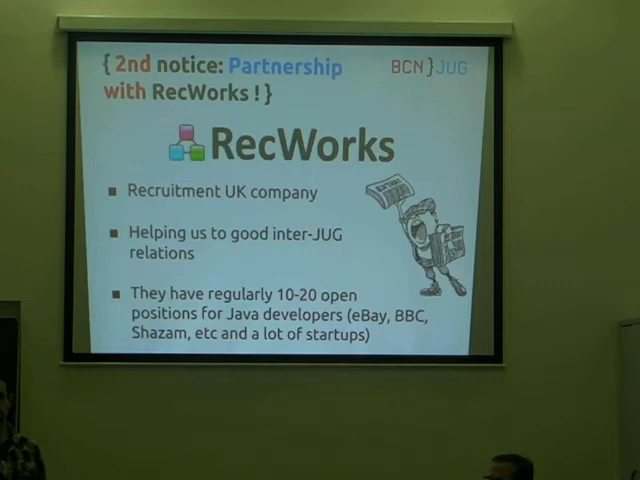 { 2nd notice: Partnership
with RecWorks ! }
BCN } JUG
RecWorks
Recruitment UK company
Helping us to good inter-JUG
relations
They have regularly 10-20 open
positions for Java developers (eBay, BBC,
Shazam, etc and a lot of startups)